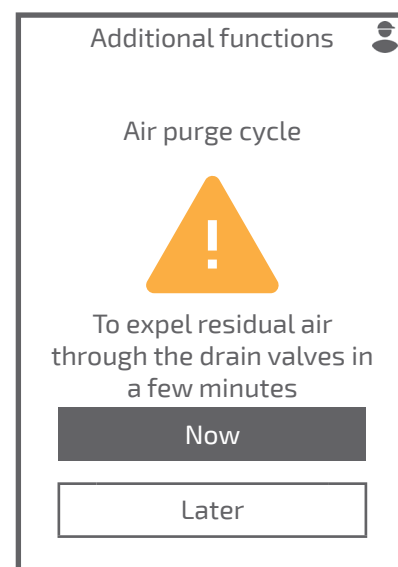 Additional functions
Air purge cycle
!
To expel residual air
through the drain valves in
a few minutes
Now
Later